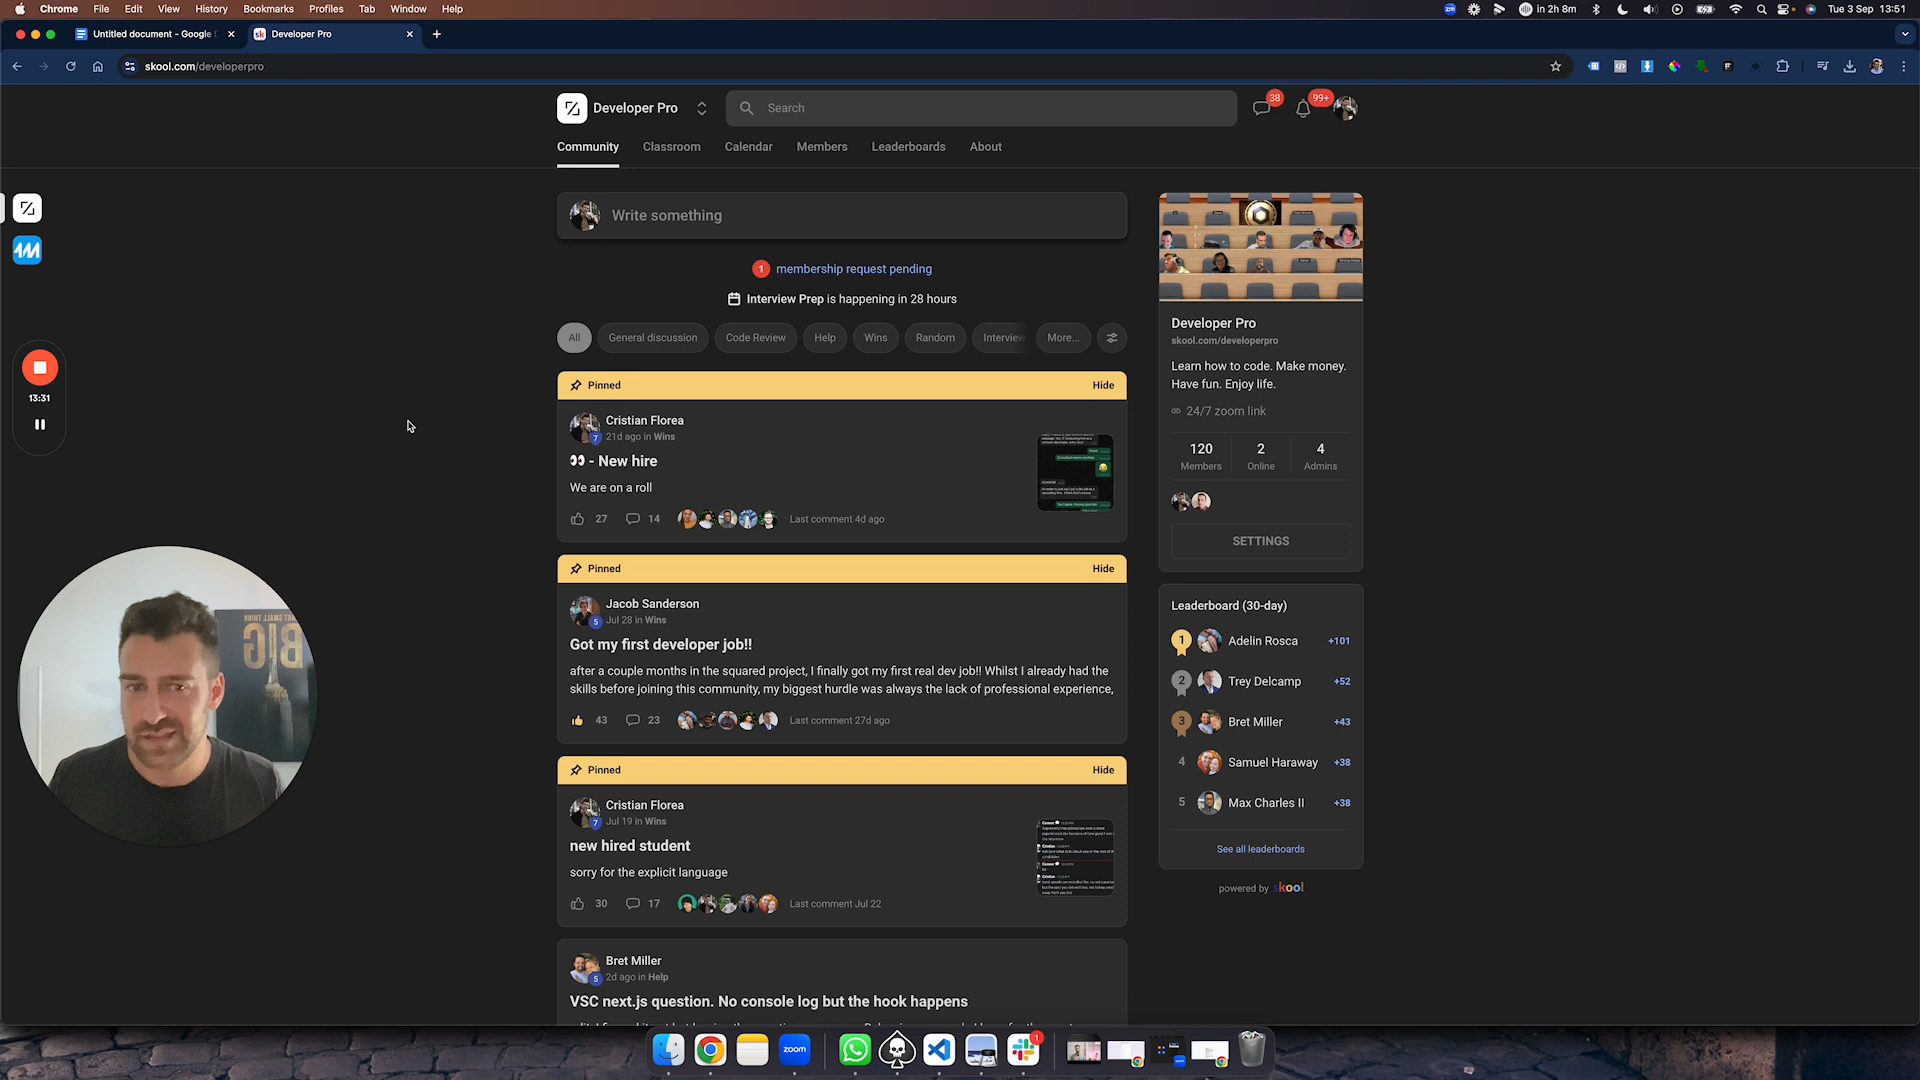 Chrome File Edit View History Bookmarks Profiles Tab Window Help
zm in 2h 8m Tue 3 Sep 13:51
Untitled document - Google D
sk Developer Pro
skool.com/developerpro
Developer Pro
Search
38
99+
Community Classroom Calendar Members Leaderboards About
Write something
1 membership request pending
Interview Prep is happening in 28 hours
All General discussion Code Review Help Wins Random Interview More...
13:31
Pinned Hide
Cristian Florea
7 21d ago in Wins
👀 - New hire
We are on a roll
27 14 Last comment 4d ago
Pinned Hide
Jacob Sanderson
5 Jul 28 in Wins
Got my first developer job!!
after a couple months in the squared project, I finally got my first real dev job!! Whilst I already had the
skills before joining this community, my biggest hurdle was always the lack of professional experience,
43 23 Last comment 27d ago
Pinned Hide
Cristian Florea
7 Jul 19 in Wins
new hired student
sorry for the explicit language
30 17 Last comment Jul 22
Bret Miller
5 2d ago in Help
VSC next.js question. No console log but the hook happens
Developer Pro
skool.com/developerpro
Learn how to code. Make money.
Have fun. Enjoy life.
24/7 zoom link
120 2 4
Members Online Admins
SETTINGS
Leaderboard (30-day)
1 Adelin Rosca +101
2 Trey Delcamp +52
3 Bret Miller +43
4 Samuel Haraway +38
5 Max Charles II +38
See all leaderboards
powered by skool
START SMALL THINK
BIG
zoom
1